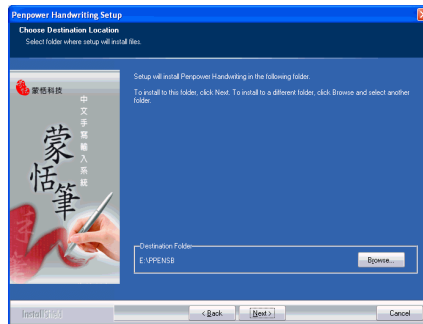 Penpower Handwriting Setup
Choose Destination Location
Select folder where setup will install files.
蒙恬科技
中文手寫輸入系統
蒙恬筆
Setup will install Penpower Handwriting in the following folder.
To install to this folder, click Next. To install to a different folder, click Browse and select another
folder.
Destination Folder
E:\PPENSB
Browse...
< Back
Next >
Cancel